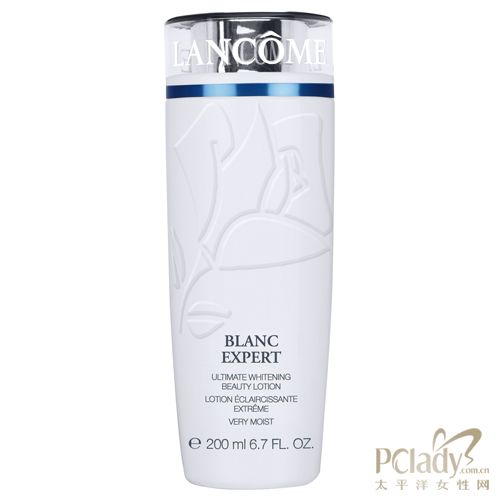 LANCÔME
BLANC
EXPERT
ULTIMATE WHITENING
BEAUTY LOTION
LOTION ÉCLAIRCISSANTE
EXTRÊME
VERY MOIST
℮ 200 ml 6.7 FL. OZ.
PClady.com.cn
太平洋女性网